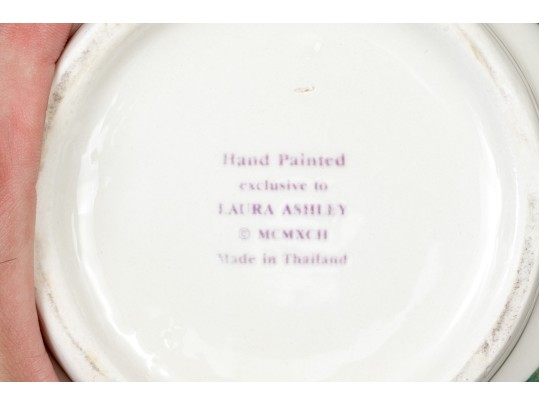 Hand Painted
exclusive to
LAURA ASHLEY
© MCMXCII
Made in Thailand